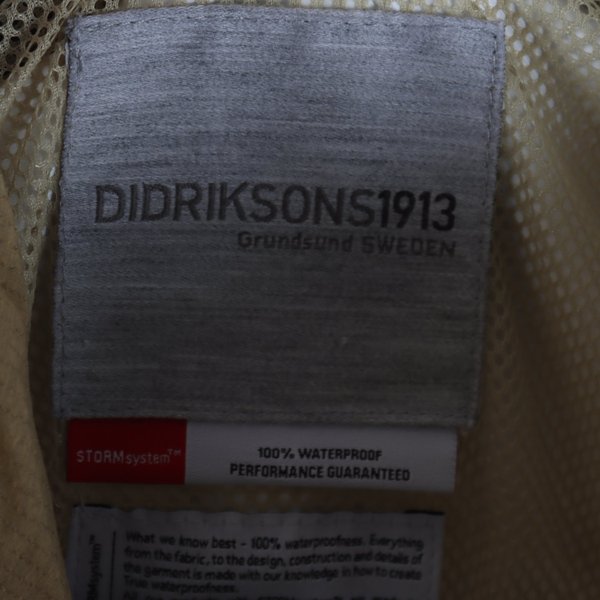 DIDRIKSONS1913
Grundsund SWEDEN
STORMsystem™
100% WATERPROOF
PERFORMANCE GUARANTEED
What we know best - 100% waterproofness. Everything
from the fabric, to the design, construction and details of
the garment is made with our knowledge in how to create
True waterproofness.